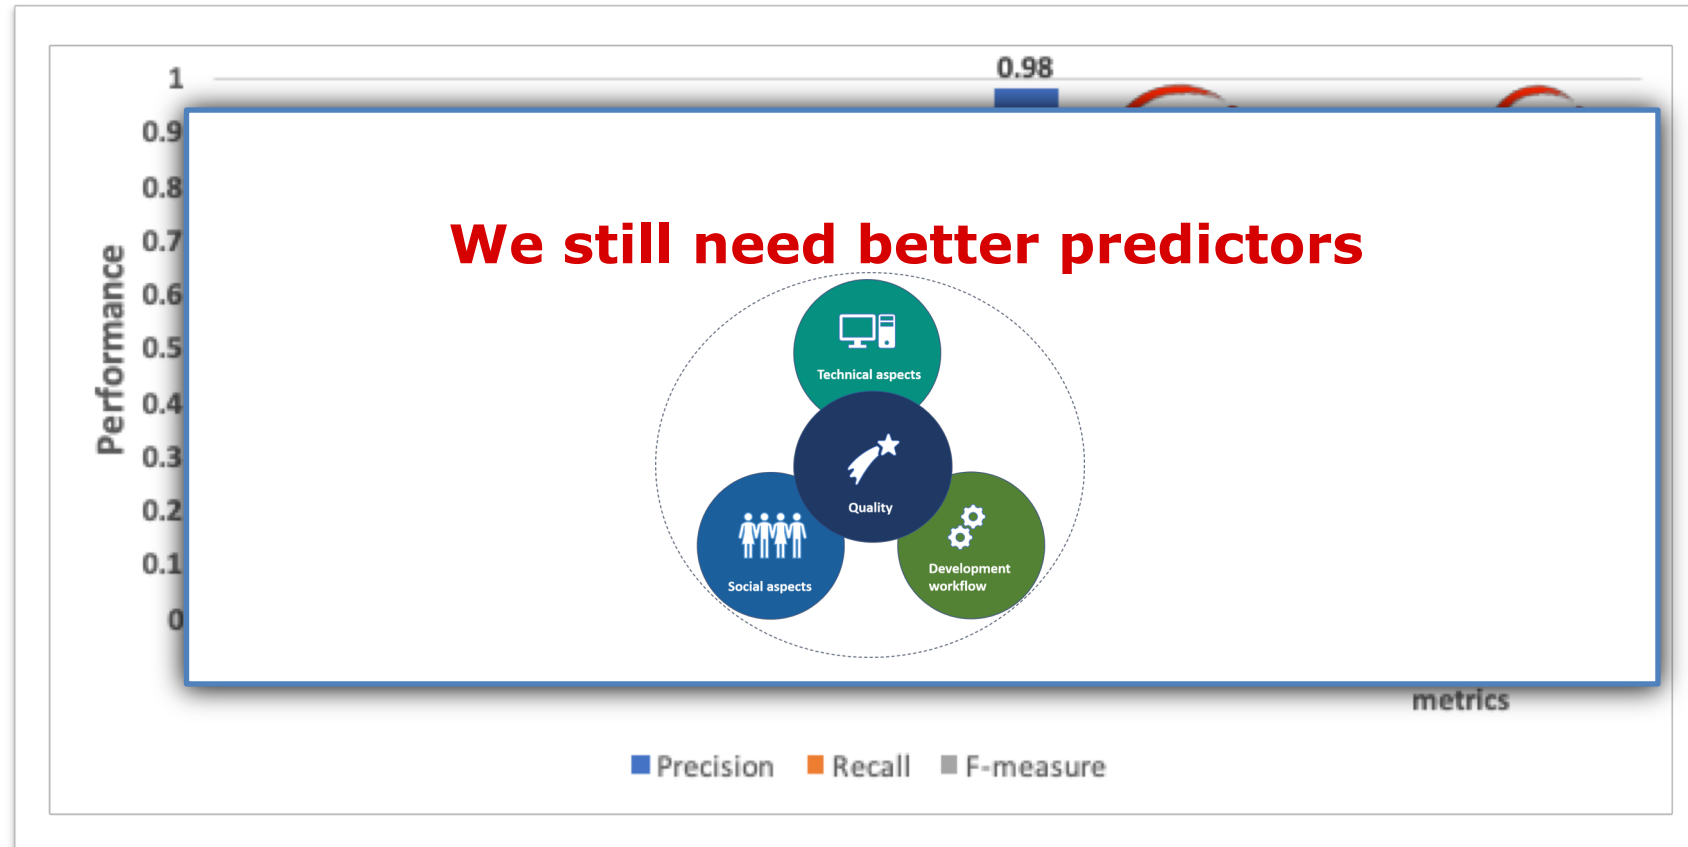 0.98
1
0.9
0.8
0.7
0.6
0.5
0.4
0.3
0.2
0.1
0
Performance
We still need better predictors
Technical aspects
Quality
Social aspects
Development
workflow
metrics
Precision Recall F-measure